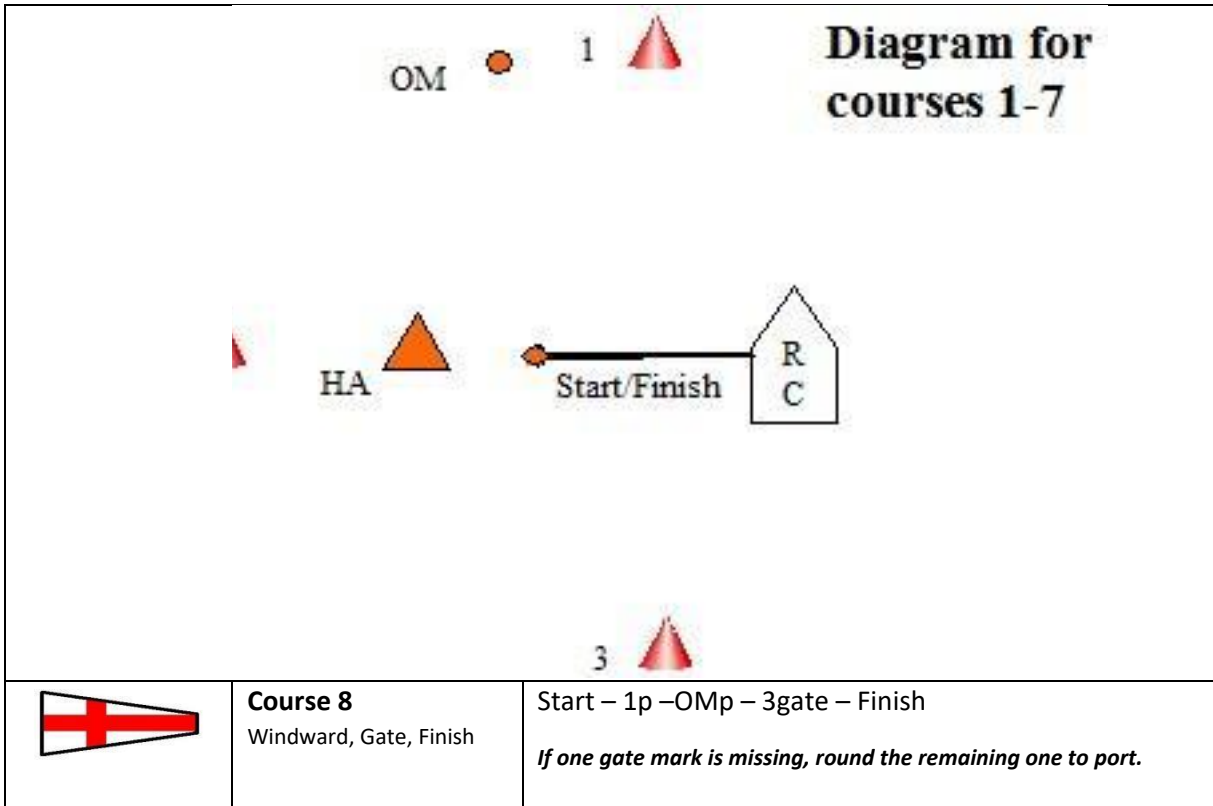 OM
1
Diagram for
courses 1-7
HA
Start/Finish
R
C
3
Course 8
Windward, Gate, Finish
Start – 1p –OMp – 3gate – Finish
If one gate mark is missing, round the remaining one to port.